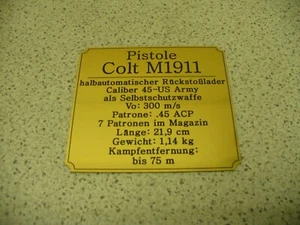 Pistole
Colt M1911
halbautomatischer Rückstoßlader
Caliber 45-US Army
als Selbstschutzwaffe
Vo: 300 m/s
Patrone: .45 ACP
7 Patronen im Magazin
Länge: 21,9 cm
Gewicht: 1,14 kg
Kampfentfernung:
bis 75 m